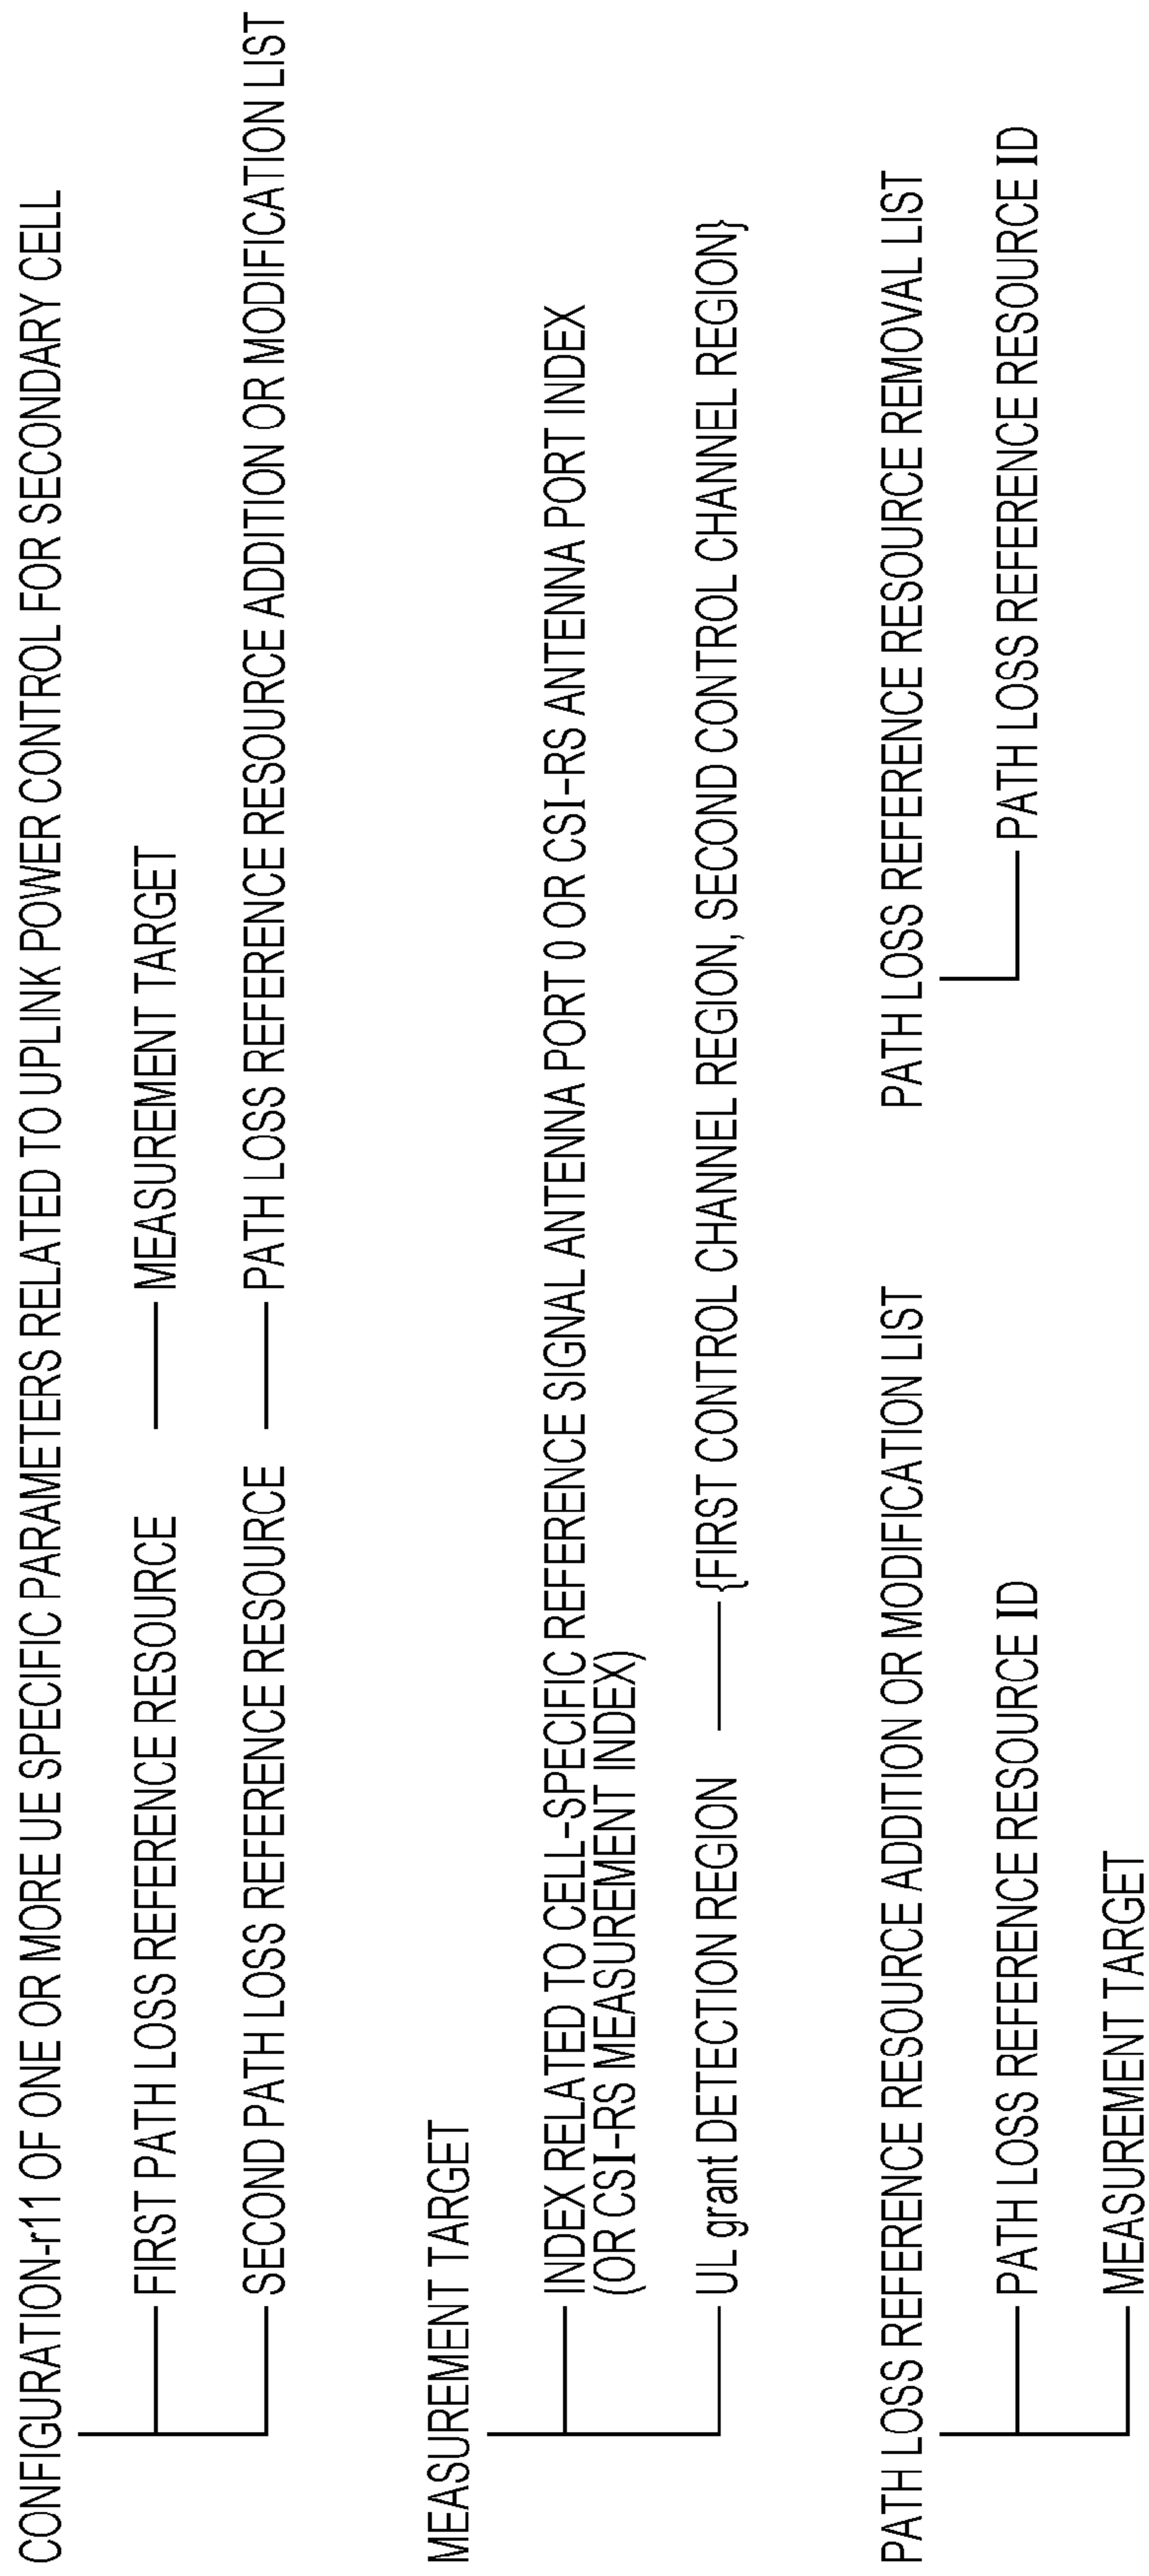 CONFIGURATION-r11 OF ONE OR MORE UE SPECIFIC PARAMETERS RELATED TO UPLINK POWER CONTROL FOR SECONDARY CELL
FIRST PATH LOSS REFERENCE RESOURCE MEASUREMENT TARGET
SECOND PATH LOSS REFERENCE RESOURCE PATH LOSS REFERENCE RESOURCE ADDITION OR MODIFICATION LIST
MEASUREMENT TARGET
INDEX RELATED TO CELL-SPECIFIC REFERENCE SIGNAL ANTENNA PORT 0 OR CSI-RS ANTENNA PORT INDEX
(OR CSI-RS MEASUREMENT INDEX)
UL grant DETECTION REGION {FIRST CONTROL CHANNEL REGION, SECOND CONTROL CHANNEL REGION}
PATH LOSS REFERENCE RESOURCE ADDITION OR MODIFICATION LIST
PATH LOSS REFERENCE RESOURCE ID
MEASUREMENT TARGET
PATH LOSS REFERENCE RESOURCE REMOVAL LIST
PATH LOSS REFERENCE RESOURCE ID